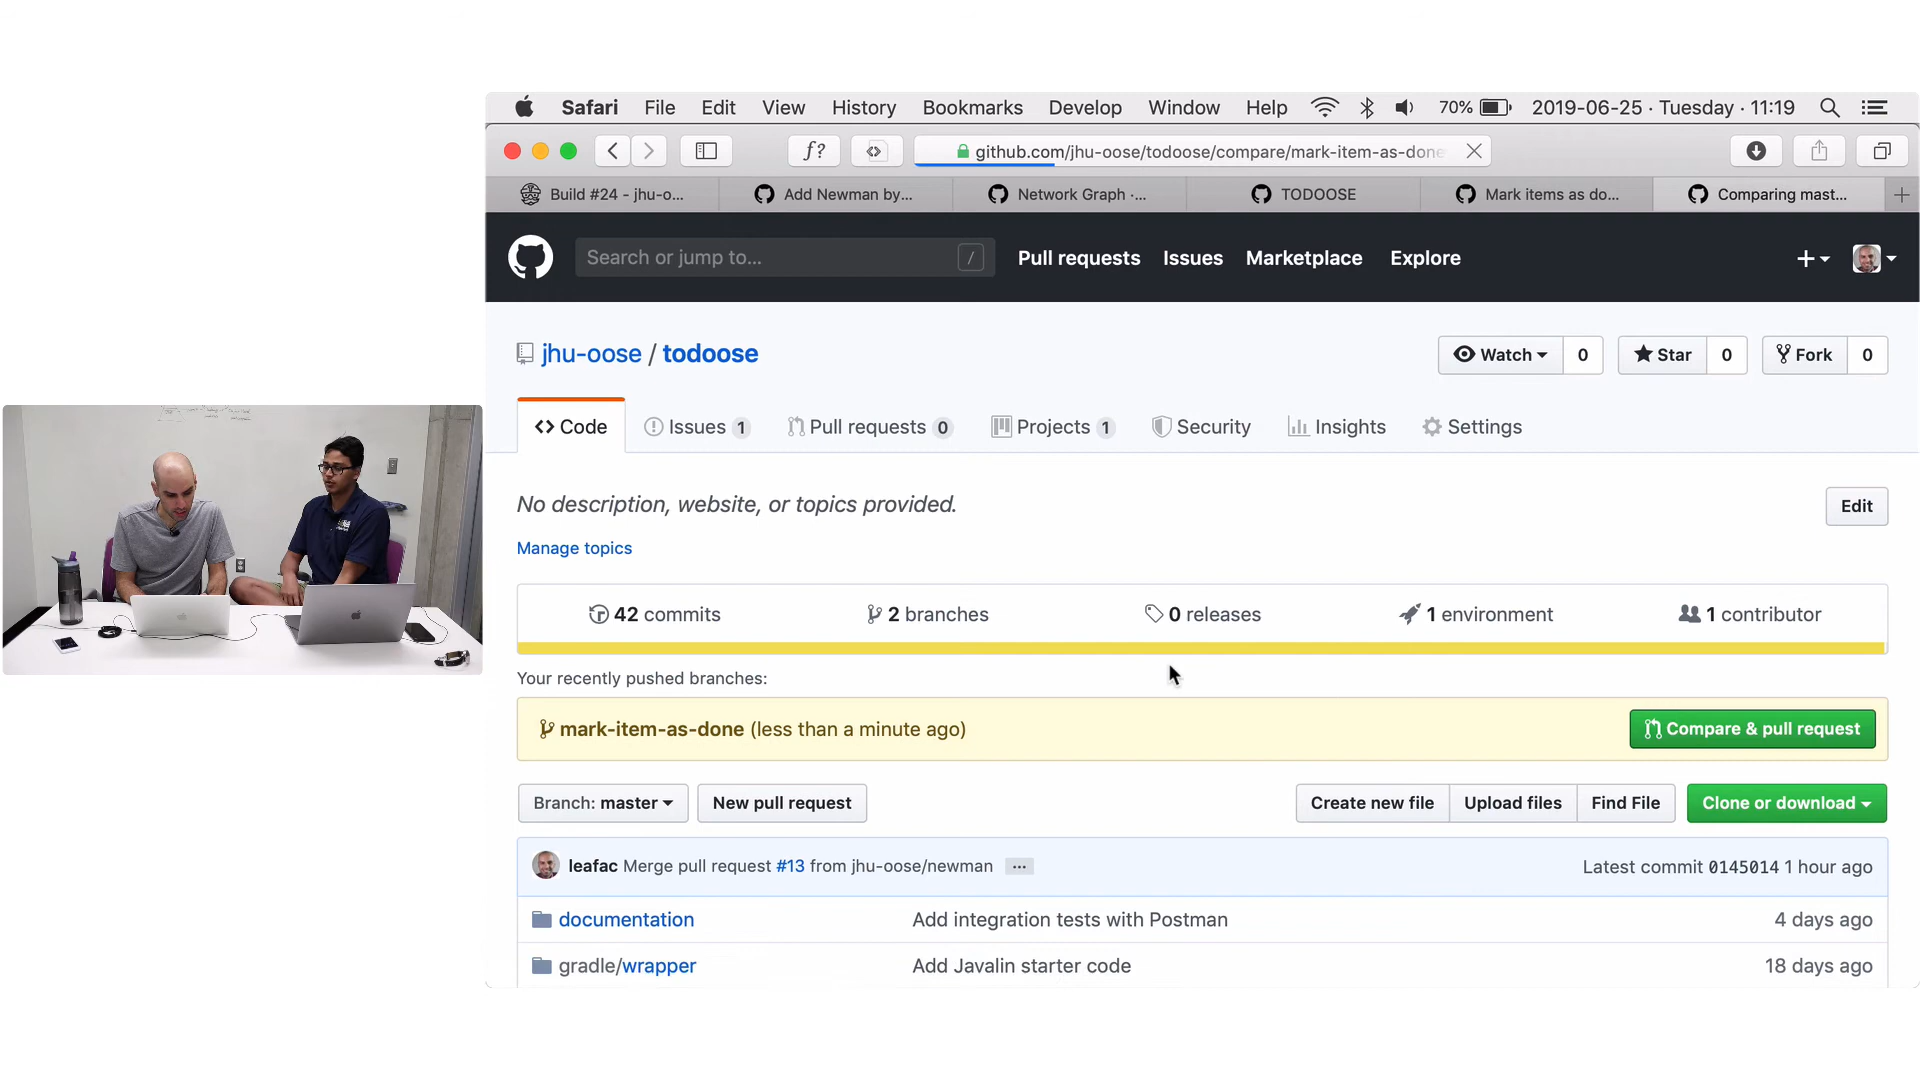 Safari File Edit View History Bookmarks Develop Window Help 70% 2019-06-25 · Tuesday · 11:19
f? github.com/jhu-oose/todoose/compare/mark-item-as-done
Build #24 - jhu-o... Add Newman by... Network Graph ·... TODOOSE Mark items as do... Comparing mast...
Search or jump to... / Pull requests Issues Marketplace Explore
jhu-oose / todoose Watch 0 Star 0 Fork 0
Code Issues 1 Pull requests 0 Projects 1 Security Insights Settings
No description, website, or topics provided. Edit
Manage topics
42 commits 2 branches 0 releases 1 environment 1 contributor
Your recently pushed branches:
mark-item-as-done (less than a minute ago) Compare & pull request
Branch: master New pull request Create new file Upload files Find File Clone or download
leafac Merge pull request #13 from jhu-oose/newman ... Latest commit 0145014 1 hour ago
documentation Add integration tests with Postman 4 days ago
gradle/wrapper Add Javalin starter code 18 days ago